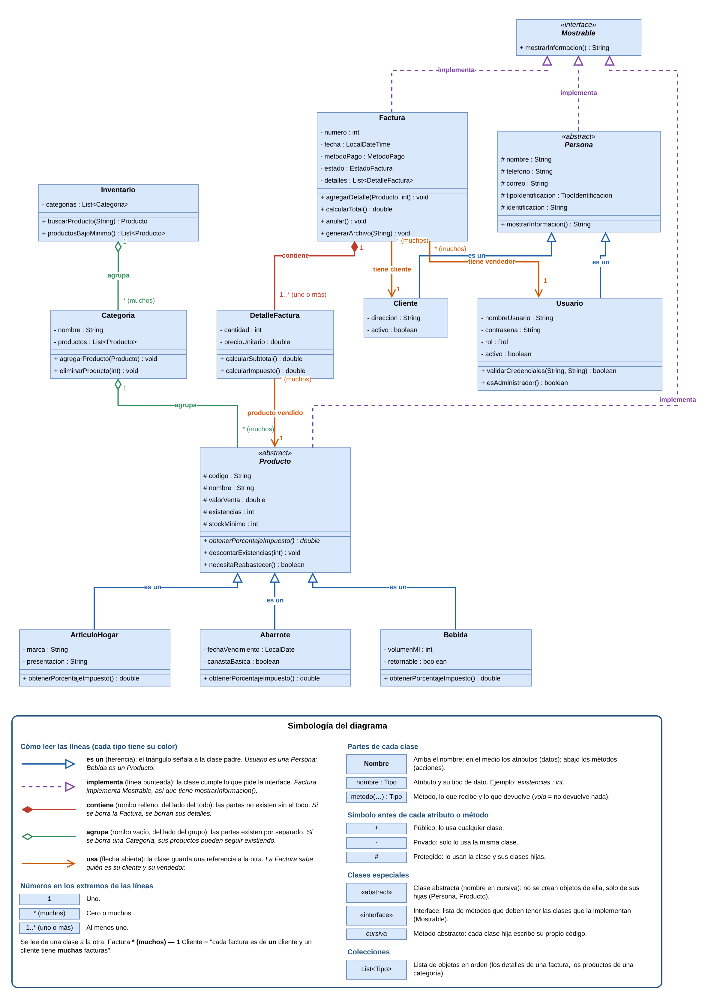 «interface»
Mostrable
+ mostrarInformacion() : String
implementa
implementa
Factura
- numero : int
- fecha : LocalDateTime
- metodoPago : MetodoPago
- estado : EstadoFactura
- detalles : List<DetalleFactura>
+ agregarDetalle(Producto, int) : void
+ calcularTotal() : double
+ anular() : void
+ generarArchivo(String) : void
«abstract»
Persona
# nombre : String
# telefono : String
# correo : String
# tipoIdentificacion : TipoIdentificacion
# identificacion : String
+ mostrarInformacion() : String
Inventario
- categorias : List<Categoria>
+ buscarProducto(String) : Producto
+ productosBajoMinimo() : List<Producto>
1
agrupa
* (muchos)
1
contiene
1..* (uno o más)
* (muchos)
tiene cliente
1
* (muchos)
es un
tiene vendedor
1
es un
Categoria
- nombre : String
- productos : List<Producto>
+ agregarProducto(Producto) : void
+ eliminarProducto(int) : void
DetalleFactura
- cantidad : int
- precioUnitario : double
+ calcularSubtotal() : double
+ calcularImpuesto() : double
Cliente
- direccion : String
- activo : boolean
Usuario
- nombreUsuario : String
- contrasena : String
- rol : Rol
- activo : boolean
+ validarCredenciales(String, String) : boolean
+ esAdministrador() : boolean
1
agrupa
* (muchos)
* (muchos)
producto vendido
1
implementa
«abstract»
Producto
# codigo : String
# nombre : String
# valorVenta : double
# existencias : int
# stockMinimo : int
+ obtenerPorcentajeImpuesto() : double
+ descontarExistencias(int) : void
+ necesitaReabastecer() : boolean
es un
es un
es un
ArticuloHogar
- marca : String
- presentacion : String
+ obtenerPorcentajeImpuesto() : double
Abarrote
- fechaVencimiento : LocalDate
- canastaBasica : boolean
+ obtenerPorcentajeImpuesto() : double
Bebida
- volumenMl : int
- retornable : boolean
+ obtenerPorcentajeImpuesto() : double
Simbología del diagrama
Cómo leer las líneas (cada tipo tiene su color)
es un (herencia): el triángulo señala a la clase padre. Usuario es una Persona;
Bebida es un Producto.
implementa (línea punteada): la clase cumple lo que pide la interface. Factura
implementa Mostrable, así que tiene mostrarInformacion().
contiene (rombo relleno, del lado del todo): las partes no existen sin el todo. Si
se borra la Factura, se borran sus detalles.
agrupa (rombo vacío, del lado del grupo): las partes existen por separado. Si
se borra una Categoría, sus productos pueden seguir existiendo.
usa (flecha abierta): la clase guarda una referencia a la otra. La Factura sabe
quién es su cliente y su vendedor.
Números en los extremos de las líneas
1
Uno.
* (muchos)
Cero o muchos.
1..* (uno o más)
Al menos uno.
Se lee de una clase a la otra: Factura * (muchos) — 1 Cliente = "cada factura es de un cliente y un
cliente tiene muchas facturas".
Partes de cada clase
Nombre
Arriba el nombre; en el medio los atributos (datos); abajo los métodos
(acciones).
nombre : Tipo
Atributo y su tipo de dato. Ejemplo: existencias : int.
metodo(…) : Tipo
Método, lo que recibe y lo que devuelve (void = no devuelve nada).
Símbolo antes de cada atributo o método
+
Público: lo usa cualquier clase.
-
Privado: solo lo usa la misma clase.
#
Protegido: lo usan la clase y sus clases hijas.
Clases especiales
«abstract»
Clase abstracta (nombre en cursiva): no se crean objetos de ella, solo de sus
hijas (Persona, Producto).
«interface»
Interface: lista de métodos que deben tener las clases que la implementan
(Mostrable).
cursiva
Método abstracto: cada clase hija escribe su propio código.
Colecciones
List<Tipo>
Lista de objetos en orden (los detalles de una factura, los productos de una
categoría).